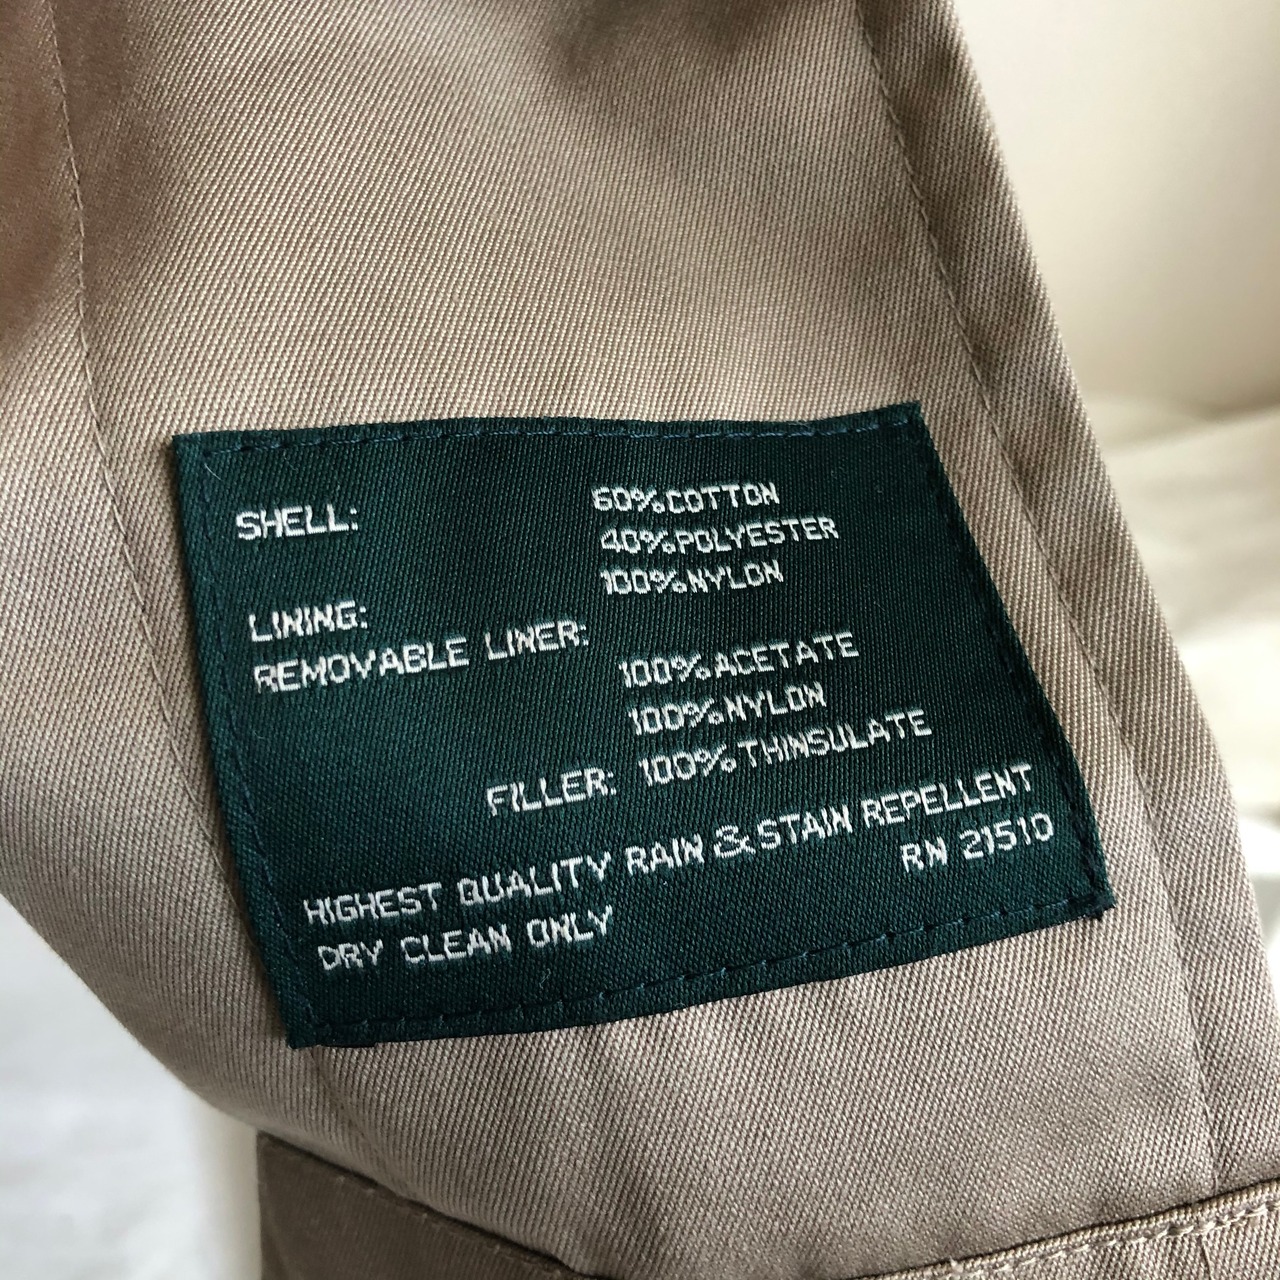 SHELL: 60% COTTON
40% POLYESTER
LINING: 100% NYLON
REMOVABLE LINER:
100% ACETATE
100% NYLON
FILLER: 100% THINSULATE
HIGHEST QUALITY RAIN & STAIN REPELLENT
DRY CLEAN ONLY RN 21510